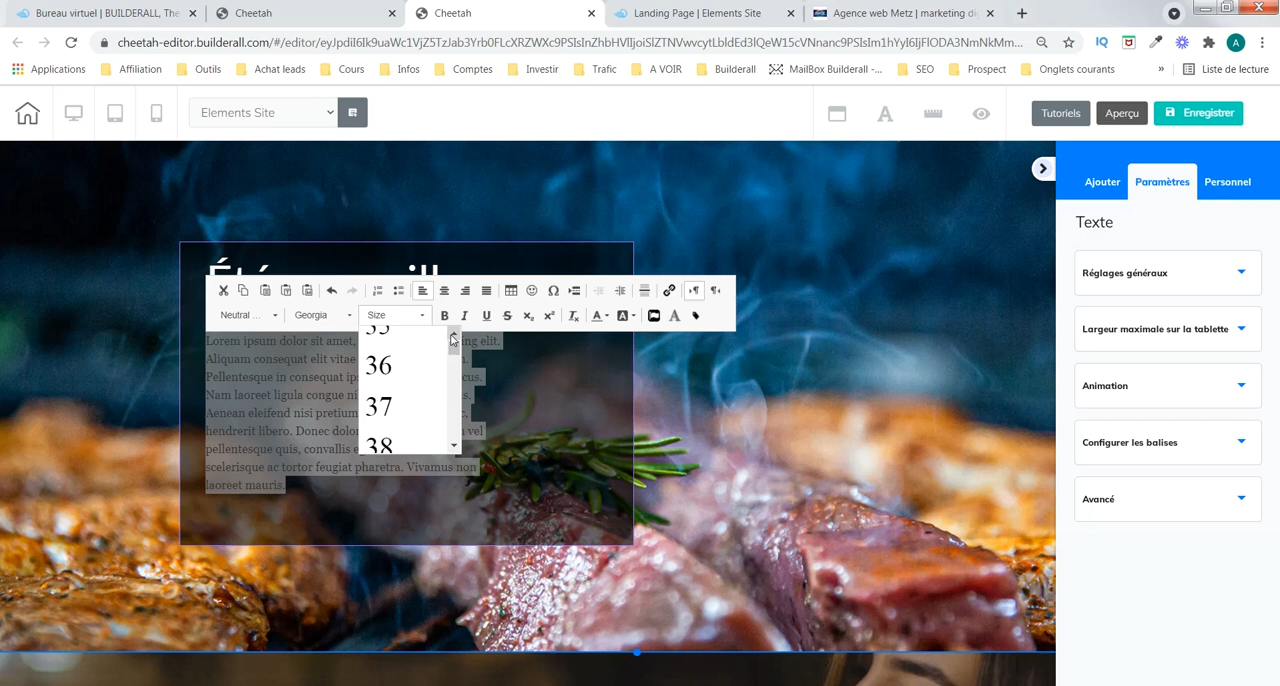 Bureau virtuel | BUILDERALL, The
Cheetah
Cheetah
Landing Page | Elements Site
Agence web Metz | marketing di
cheetah-editor.builderall.com/#/editor/
Applications
Affiliation
Outils
Achat leads
Cours
Infos
Comptes
Investir
Trafic
A VOIR
Builderall
MailBox Builderall -...
SEO
Prospect
Onglets courants
»
Liste de lecture
IQ
A
Elements Site
Tutoriels
Aperçu
Enregistrer
Ajouter
Paramètres
Personnel
Texte
Réglages généraux
Largeur maximale sur la tablette
Animation
Configurer les balises
Avancé
Neutral ...
Georgia
Size
35
36
37
38
Lorem ipsum dolor sit amet, ing elit.
Aliquam consequat elit vitae
Pellentesque in consequat
Nam laoreet ligula congue
Aenean eleifend nisi pretium
hendrerit libero. Donec vel
pellentesque quis, convallis
scelerisque ac tortor feugiat pharetra. Vivamus non
laoreet mauris.